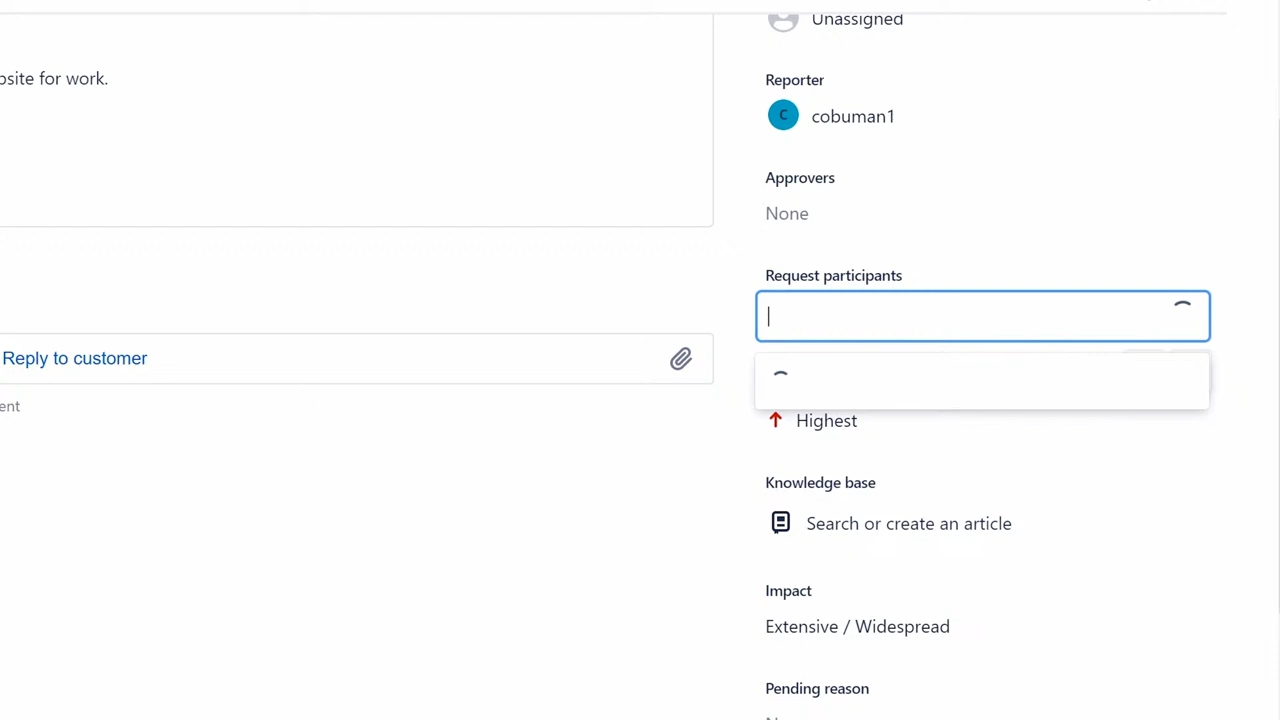 Unassigned
bsite for work.
Reporter
C
cobuman1
Approvers
None
Request participants
Reply to customer
ent
Highest
Knowledge base
Search or create an article
Impact
Extensive / Widespread
Pending reason